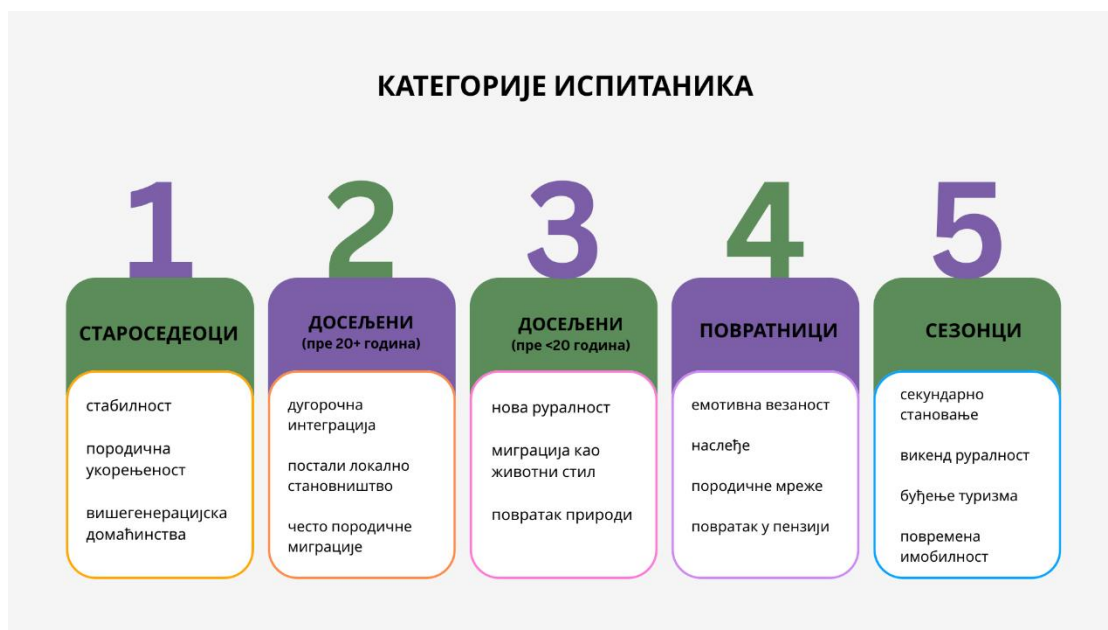 КАТЕГОРИЈЕ ИСПИТАНИКА
1
СТАРОСЕДЕОЦИ
стабилност
породична
укорењеност
вишегенерацијска
домаћинства
2
ДОСЕЉЕНИ
(пре 20+ година)
дугорочна
интеграција
постали локално
становништво
често породичне
миграције
3
ДОСЕЉЕНИ
(пре <20 година)
нова руралност
миграција као
животни стил
повратак природи
4
ПОВРАТНИЦИ
емотивна везаност
наслеђе
породичне мреже
повратак у пензији
5
СЕЗОНЦИ
секундарно
становање
викенд руралност
буђење туризма
повремена
имобилност